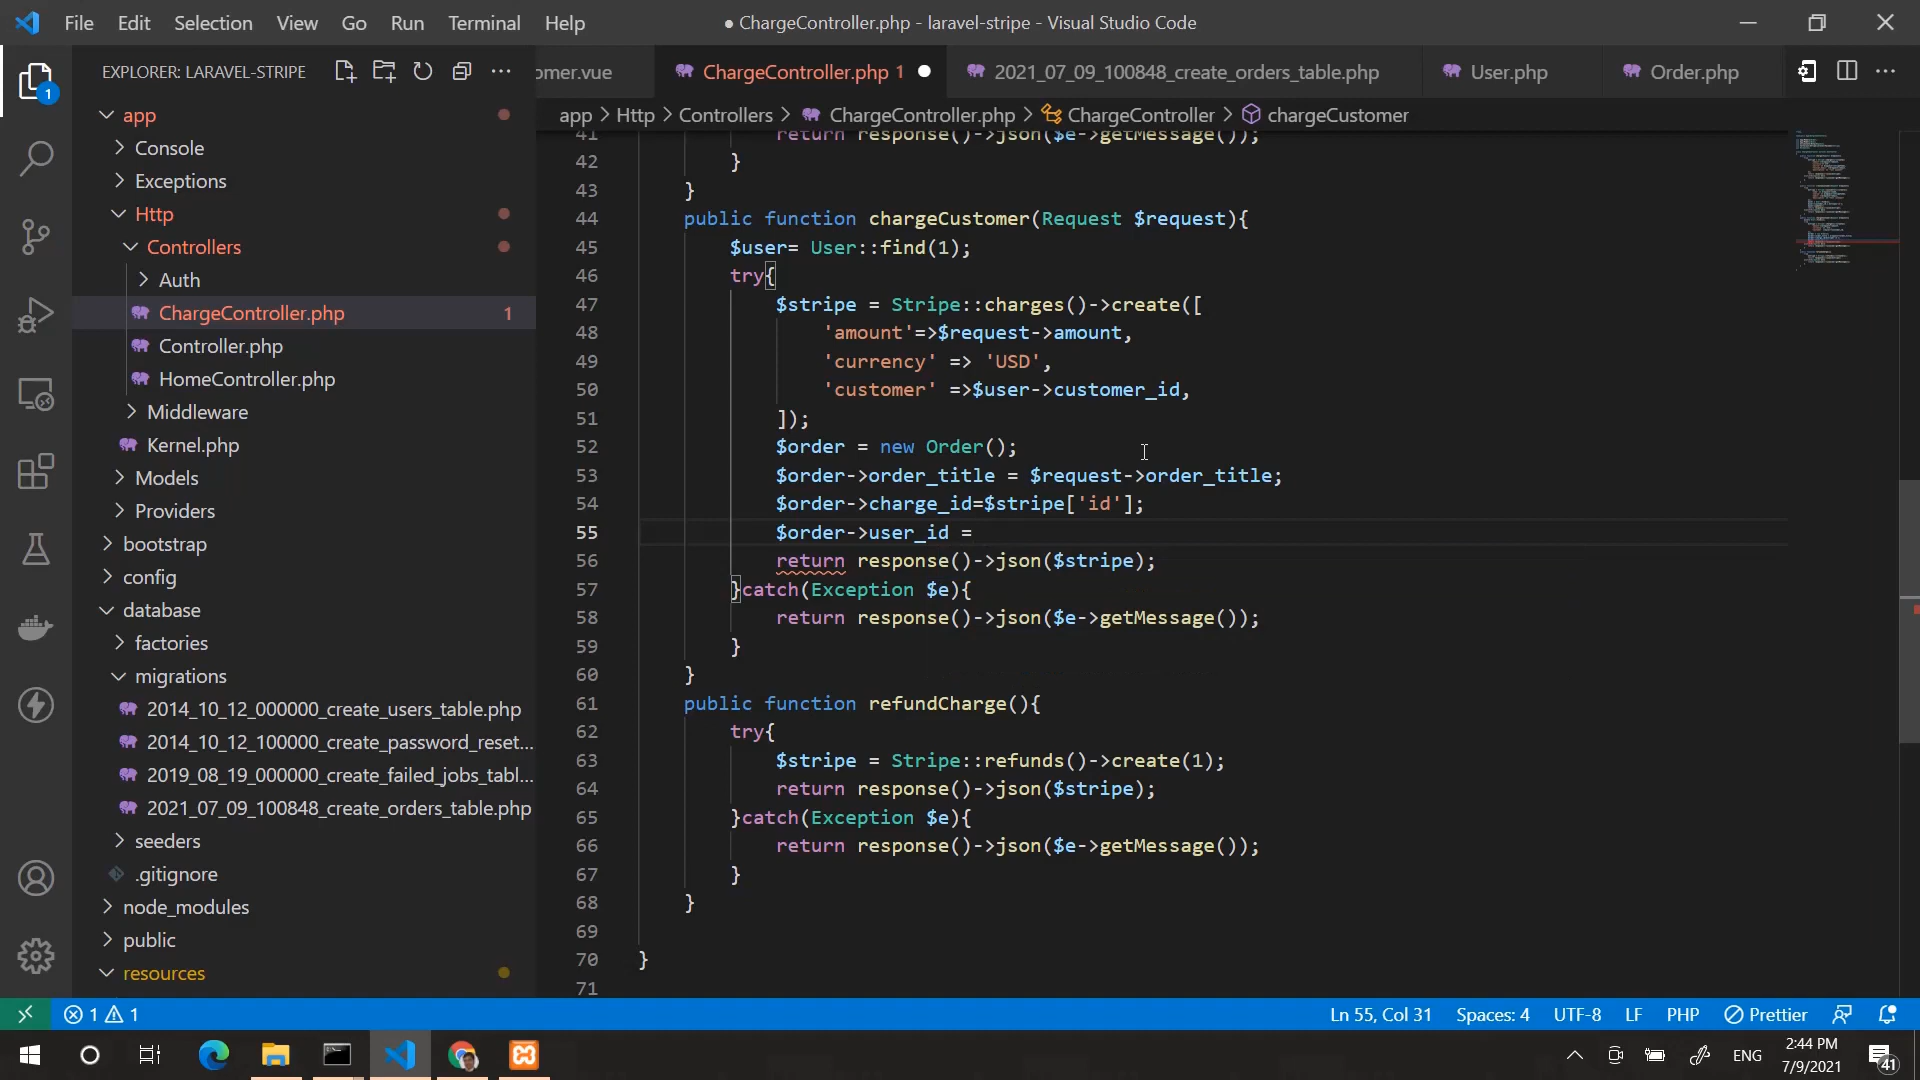 File Edit Selection View Go Run Terminal Help
● ChargeController.php - laravel-stripe - Visual Studio Code
EXPLORER: LARAVEL-STRIPE
omer.vue
ChargeController.php 1
2021_07_09_100848_create_orders_table.php
User.php
Order.php
app > Http > Controllers > ChargeController.php > ChargeController > chargeCustomer
1
app
Console
Exceptions
Http
Controllers
Auth
ChargeController.php 1
Controller.php
HomeController.php
Middleware
Kernel.php
Models
Providers
bootstrap
config
database
factories
migrations
2014_10_12_000000_create_users_table.php
2014_10_12_100000_create_password_reset...
2019_08_19_000000_create_failed_jobs_tabl...
2021_07_09_100848_create_orders_table.php
seeders
.gitignore
node_modules
public
resources
41 return response()->json($e->getMessage());
42 }
43 }
44 public function chargeCustomer(Request $request){
45 $user= User::find(1);
46 try{
47 $stripe = Stripe::charges()->create([
48 'amount'=>$request->amount,
49 'currency' => 'USD',
50 'customer' =>$user->customer_id,
51 ]);
52 $order = new Order();
53 $order->order_title = $request->order_title;
54 $order->charge_id=$stripe['id'];
55 $order->user_id =
56 return response()->json($stripe);
57 }catch(Exception $e){
58 return response()->json($e->getMessage());
59 }
60 }
61 public function refundCharge(){
62 try{
63 $stripe = Stripe::refunds()->create(1);
64 return response()->json($stripe);
65 }catch(Exception $e){
66 return response()->json($e->getMessage());
67 }
68 }
69
70 }
71
1 1
Ln 55, Col 31 Spaces: 4 UTF-8 LF PHP Prettier
ENG
2:44 PM
7/9/2021
41